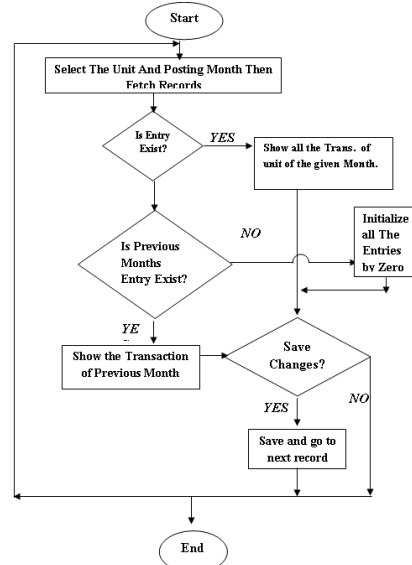 Start
Select The Unit And Posting Month Then
Fetch Records
Is Entry
Exist?
YES
Show all the Trans. of
unit of the given Month.
Is Previous
Months
Entry Exist?
NO
Initialize
all The
Entries
by Zero
YE
Show the Transaction
of Previous Month
Save
Changes?
YES
NO
Save and go to
next record
End